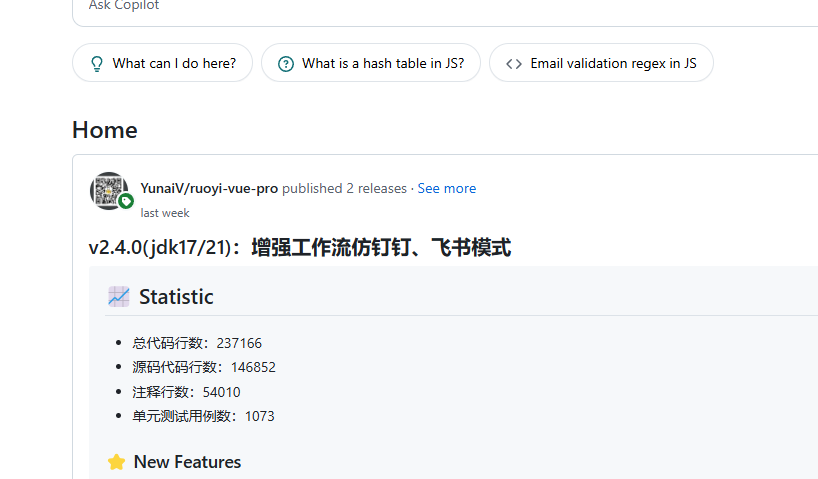 Ask Copilot
What can I do here? What is a hash table in JS? Email validation regex in JS
Home
YunaiV/ruoyi-vue-pro published 2 releases · See more
last week
v2.4.0(jdk17/21)：增强工作流仿钉钉、飞书模式
Statistic
总代码行数：237166
源码代码行数：146852
注释行数：54010
单元测试用例数：1073
New Features